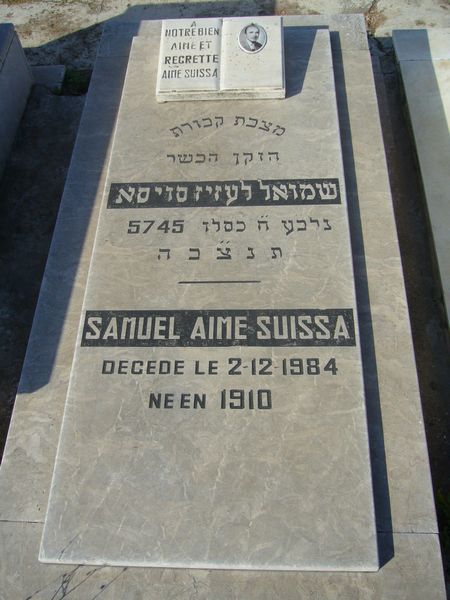 A
NOTRE BIEN
AIME ET
REGRETTE
AIME SUISSA
מצבת קבורת
הזקן הכשר
שמואל לעזיז סויסא
נלבע ח׳ כסלו 5745
ת נ צ״ ב ה
SAMUEL AIME SUISSA
DECEDE LE 2-12-1984
NE EN 1910